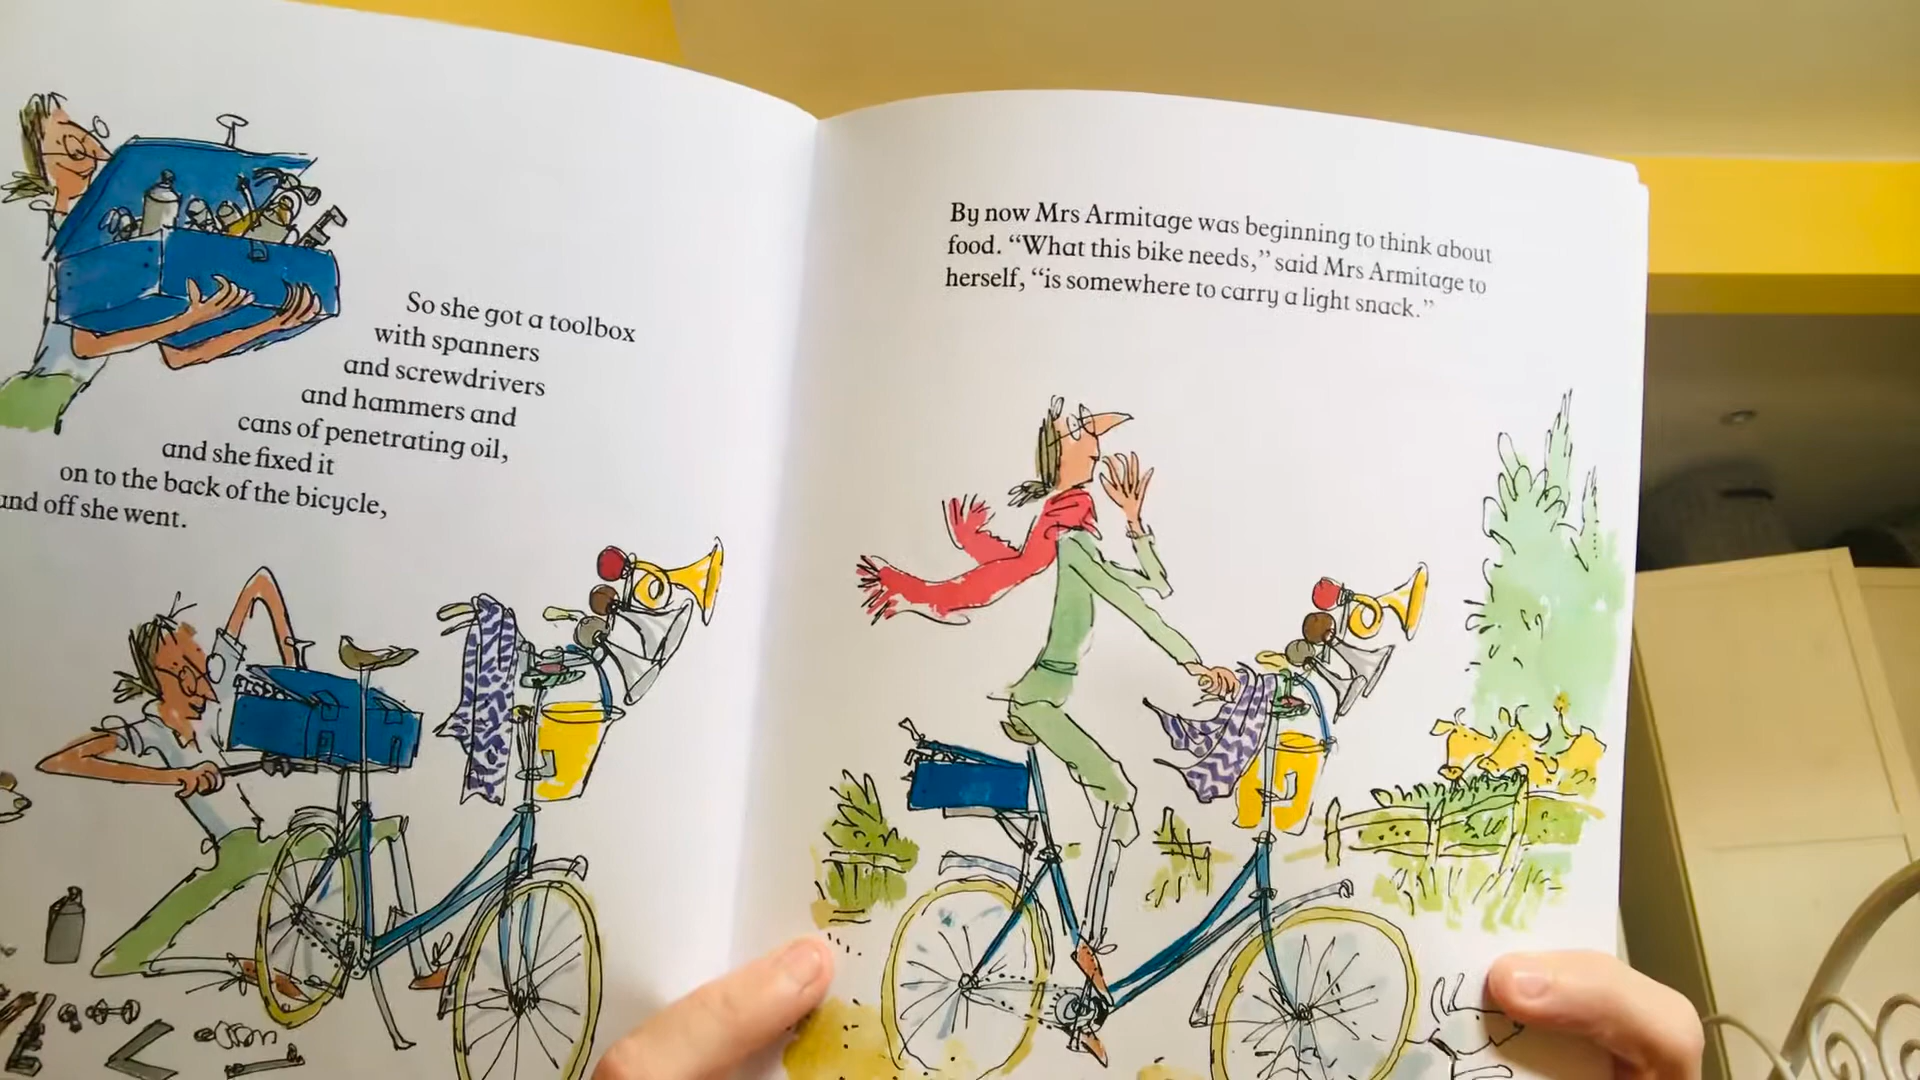 So she got a toolbox
with spanners
and screwdrivers
and hammers and
cans of penetrating oil,
and she fixed it
on to the back of the bicycle,
and off she went.
By now Mrs Armitage was beginning to think about
food. “What this bike needs,” said Mrs Armitage to
herself, “is somewhere to carry a light snack.”